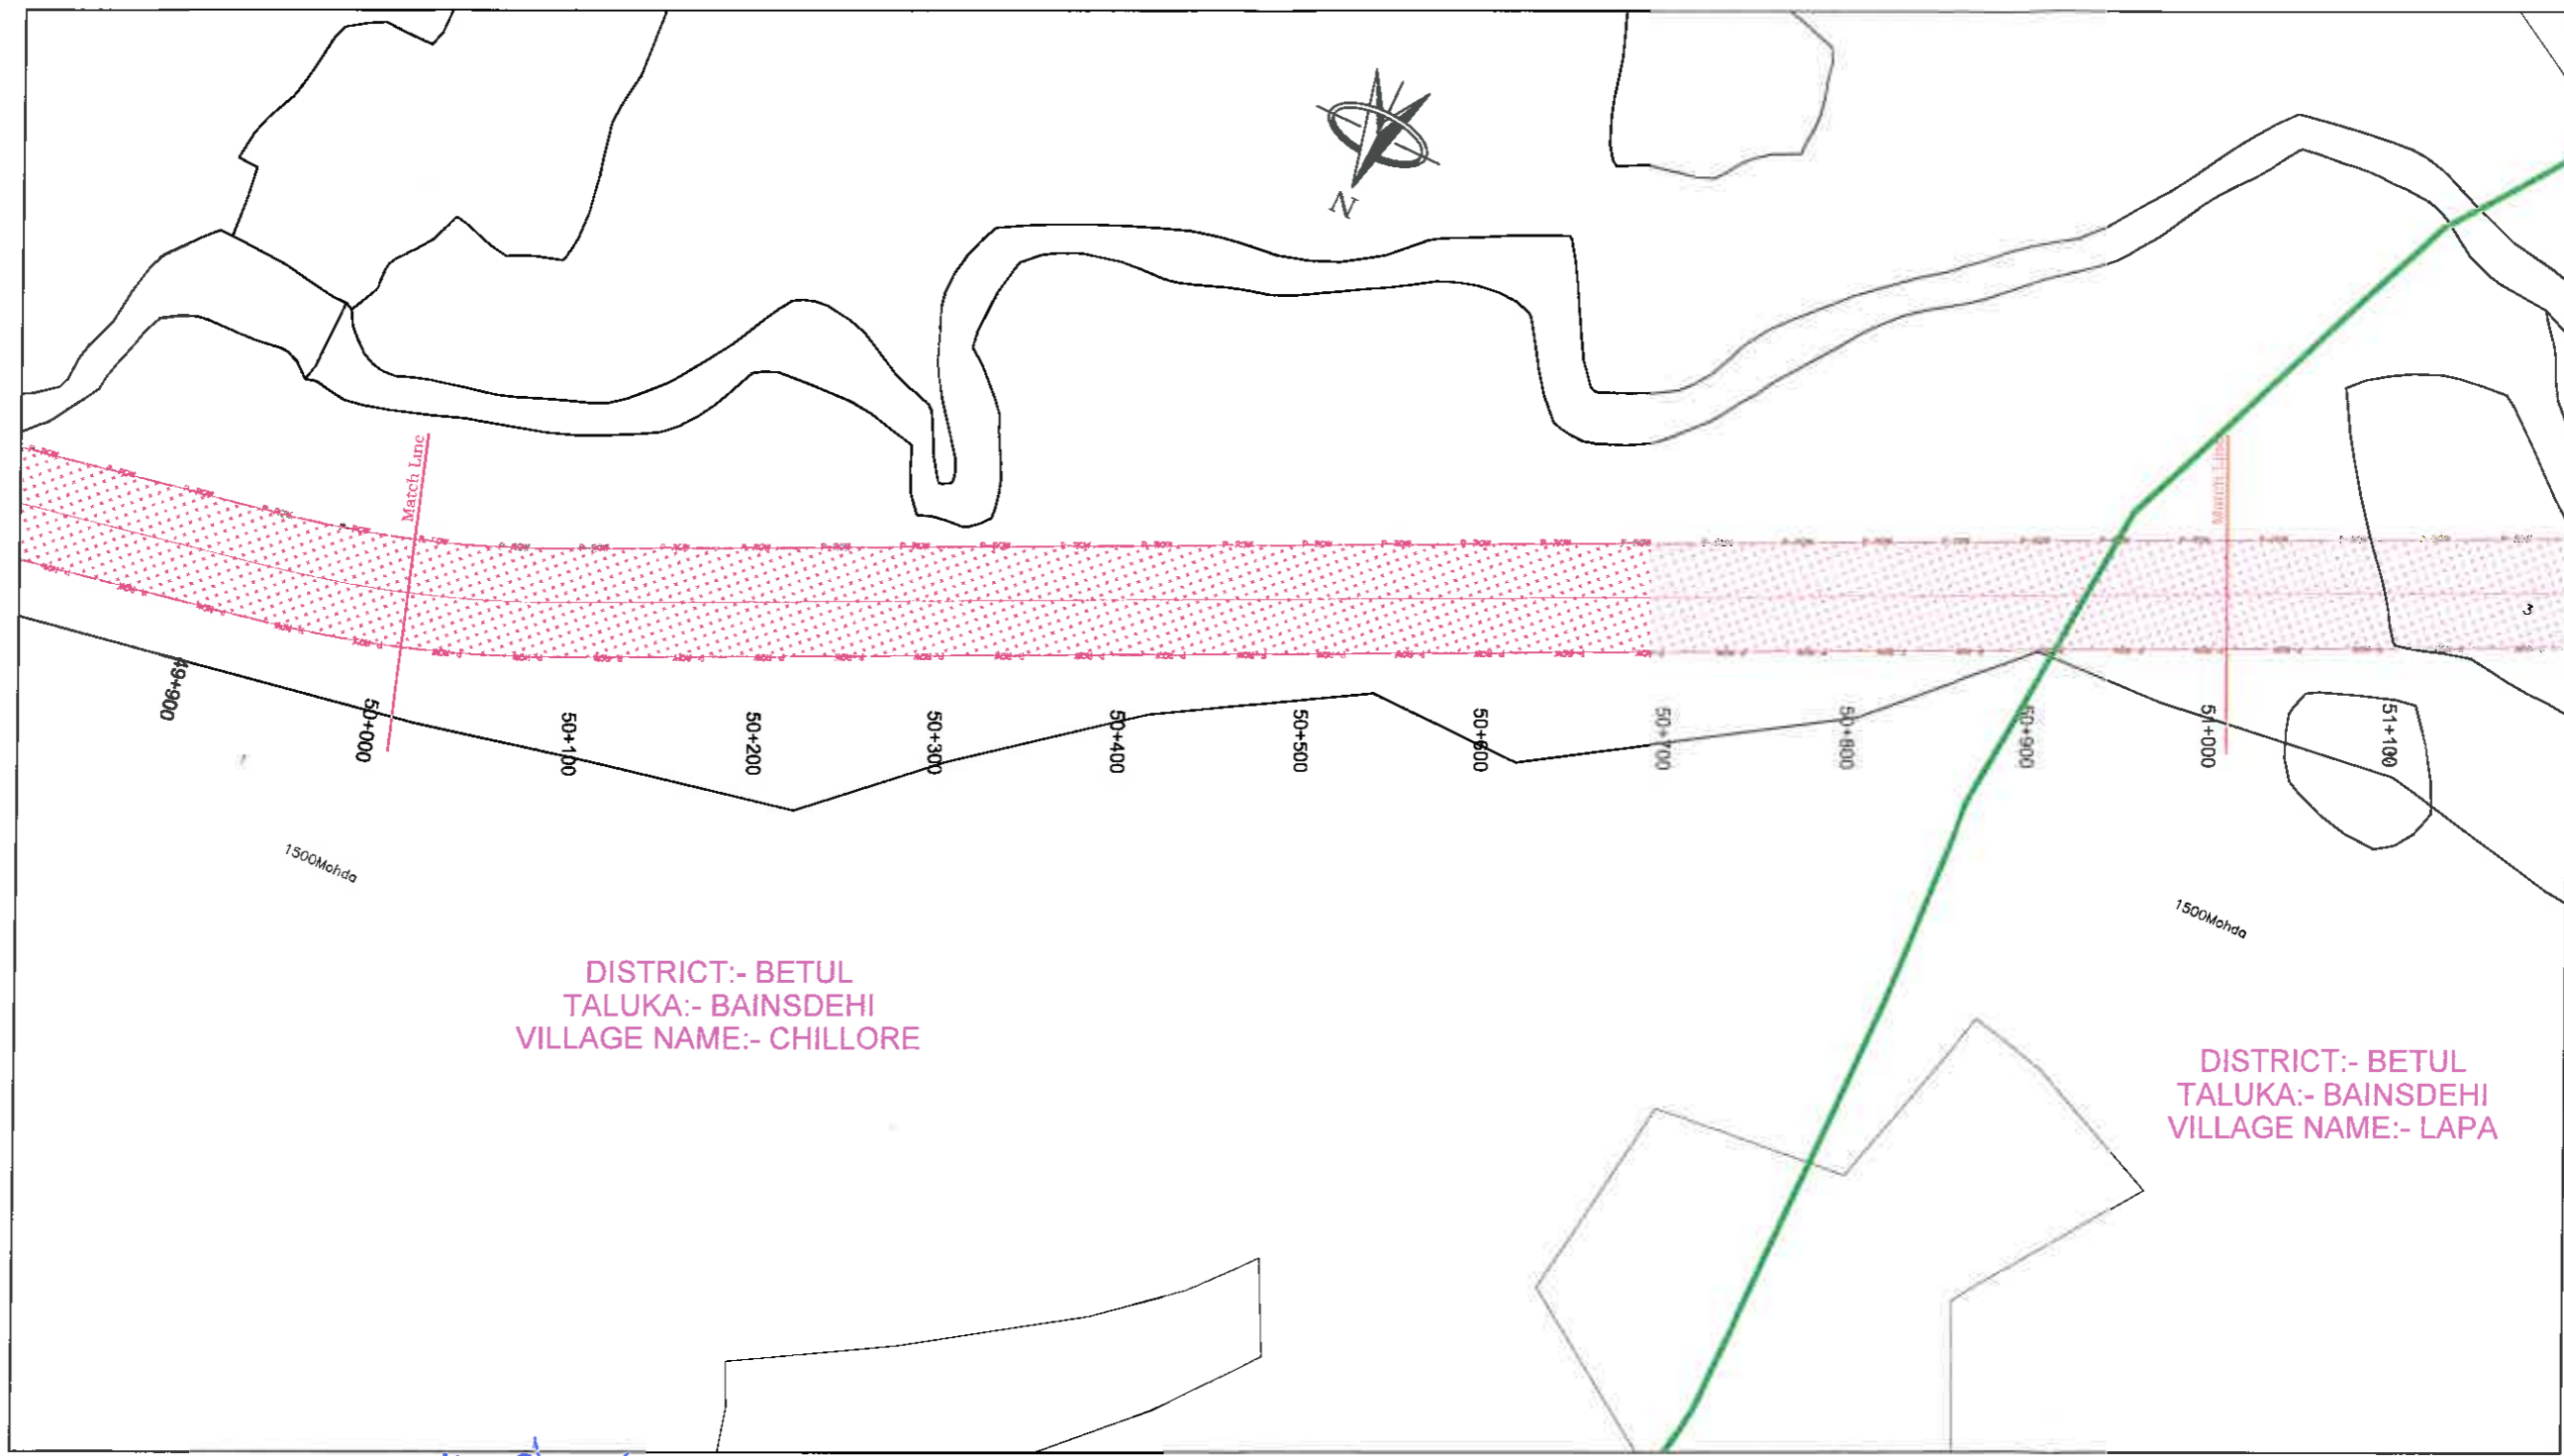 N
Match Line
Match Line
3
49+900
50+000
50+100
50+200
50+300
50+400
50+500
50+600
50+700
50+800
50+900
51+000
51+100
1500Mohda
1500Mohda
DISTRICT:- BETUL
TALUKA:- BAINSDEHI
VILLAGE NAME:- CHILLORE
DISTRICT:- BETUL
TALUKA:- BAINSDEHI
VILLAGE NAME:- LAPA